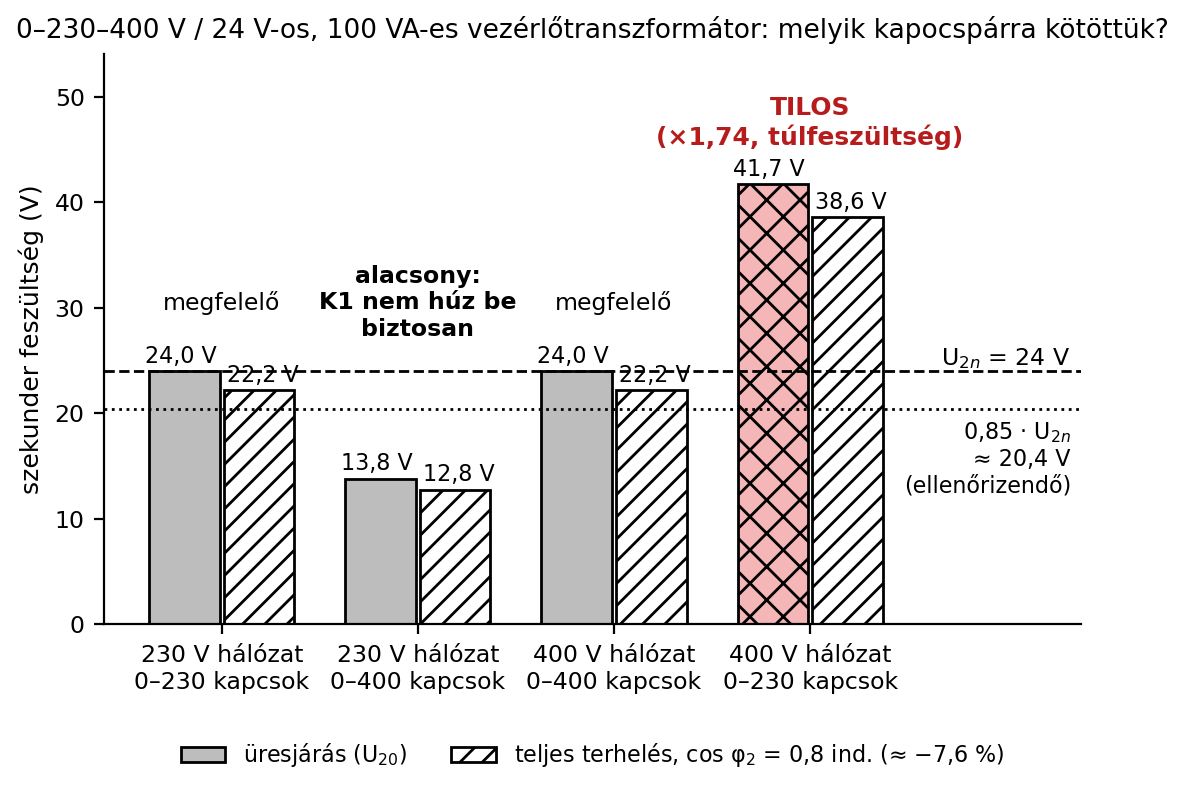 0–230–400 V / 24 V-os, 100 VA-es vezérlőtranszformátor: melyik kapocspárra kötöttük?
szekunder feszültség (V)
50
40
30
20
10
0
TILOS
(×1,74, túlfeszültség)
41,7 V
38,6 V
megfelelő
alacsony:
K1 nem húz be
biztosan
megfelelő
24,0 V
22,2 V
24,0 V
22,2 V
13,8 V
12,8 V
U2n = 24 V
0,85 · U2n
≈ 20,4 V
(ellenőrizendő)
230 V hálózat
0–230 kapcsok
230 V hálózat
0–400 kapcsok
400 V hálózat
0–400 kapcsok
400 V hálózat
0–230 kapcsok
üresjárás (U20)
teljes terhelés, cos φ2 = 0,8 ind. (≈ −7,6 %)